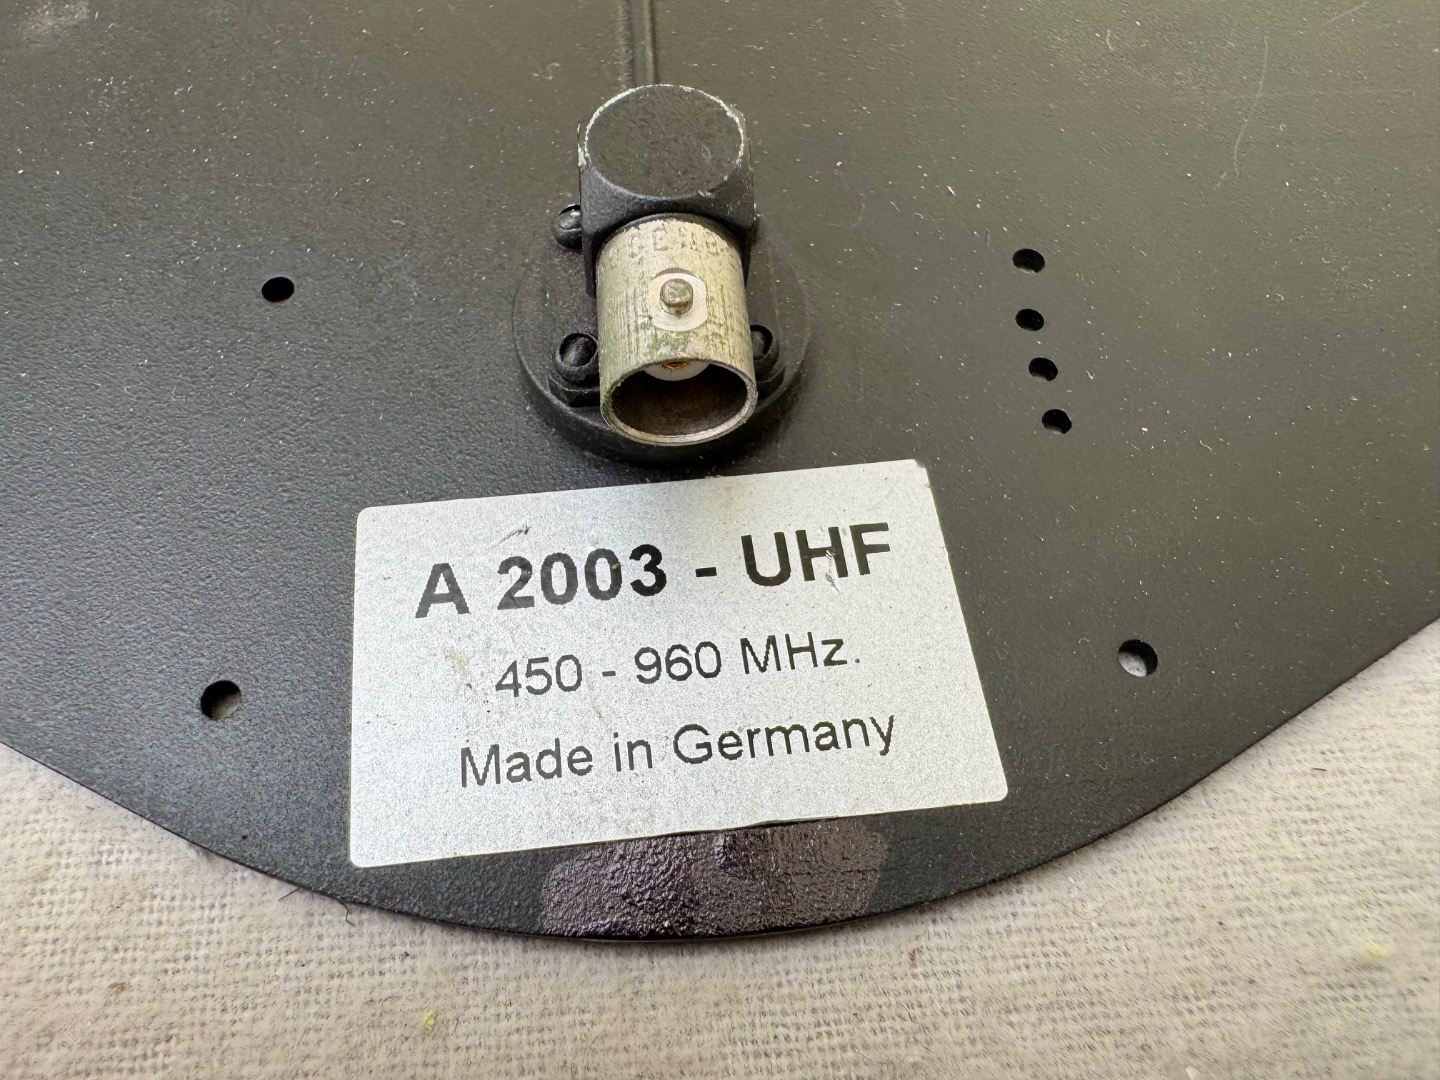 A 2003 - UHF
450 - 960 MHz.
Made in Germany